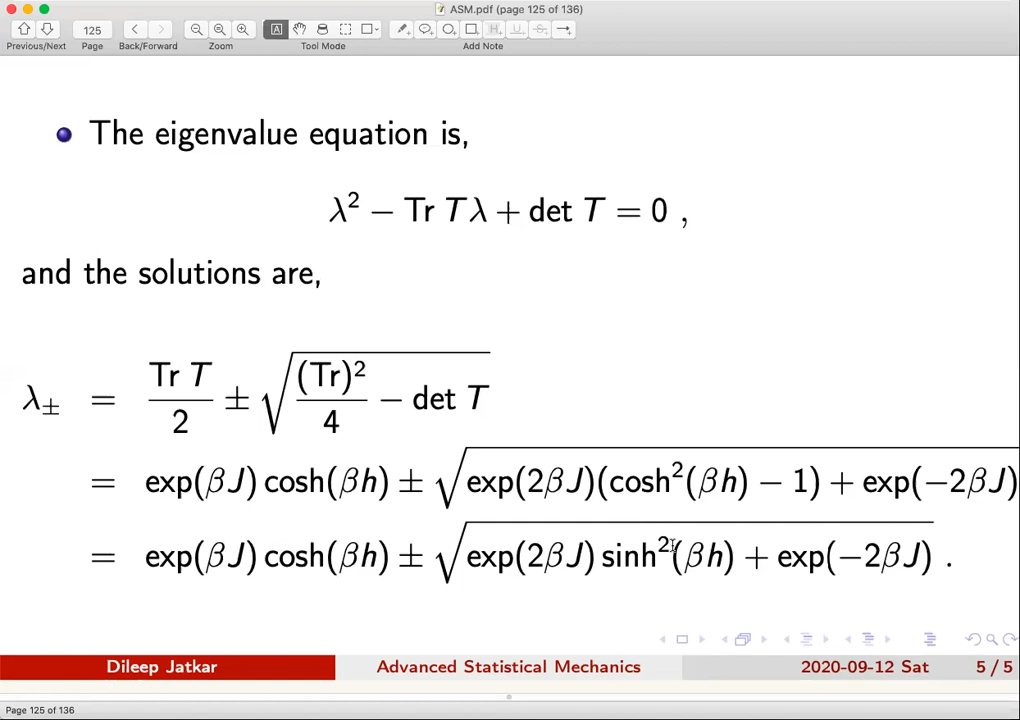 ASM.pdf (page 125 of 136)
125
Previous/Next Page Back/Forward Zoom Tool Mode Add Note
The eigenvalue equation is,
λ² − Tr Tλ + det T = 0 ,
and the solutions are,
λ± = Tr T / 2 ± √((Tr)² / 4 − det T)
= exp(βJ) cosh(βh) ± √(exp(2βJ)(cosh²(βh) − 1) + exp(−2βJ))
= exp(βJ) cosh(βh) ± √(exp(2βJ) sinh²(βh) + exp(−2βJ)) .
Dileep Jatkar Advanced Statistical Mechanics 2020-09-12 Sat 5 / 5
Page 125 of 136